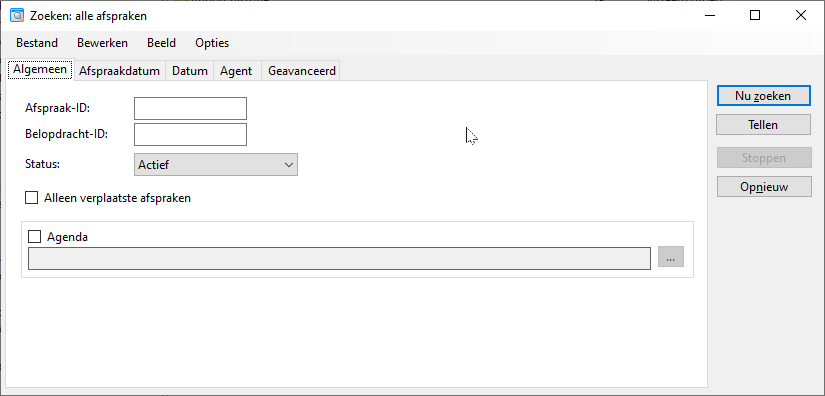 Zoeken: alle afspraken
Bestand Bewerken Beeld Opties
Algemeen Afspraakdatum Datum Agent Geavanceerd
Afspraak-ID:
Belopdracht-ID:
Status: Actief
Alleen verplaatste afspraken
Agenda
...
Nu zoeken
Tellen
Stoppen
Opnieuw